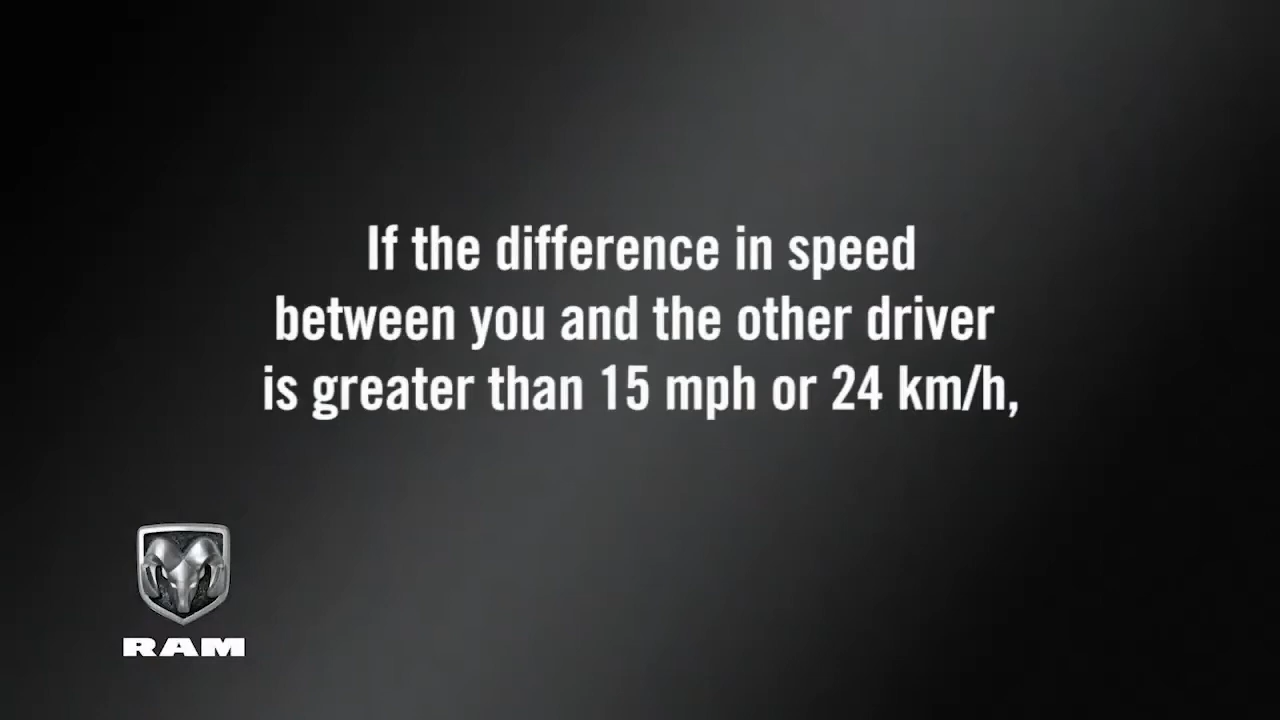 If the difference in speed
between you and the other driver
is greater than 15 mph or 24 km/h,
RAM